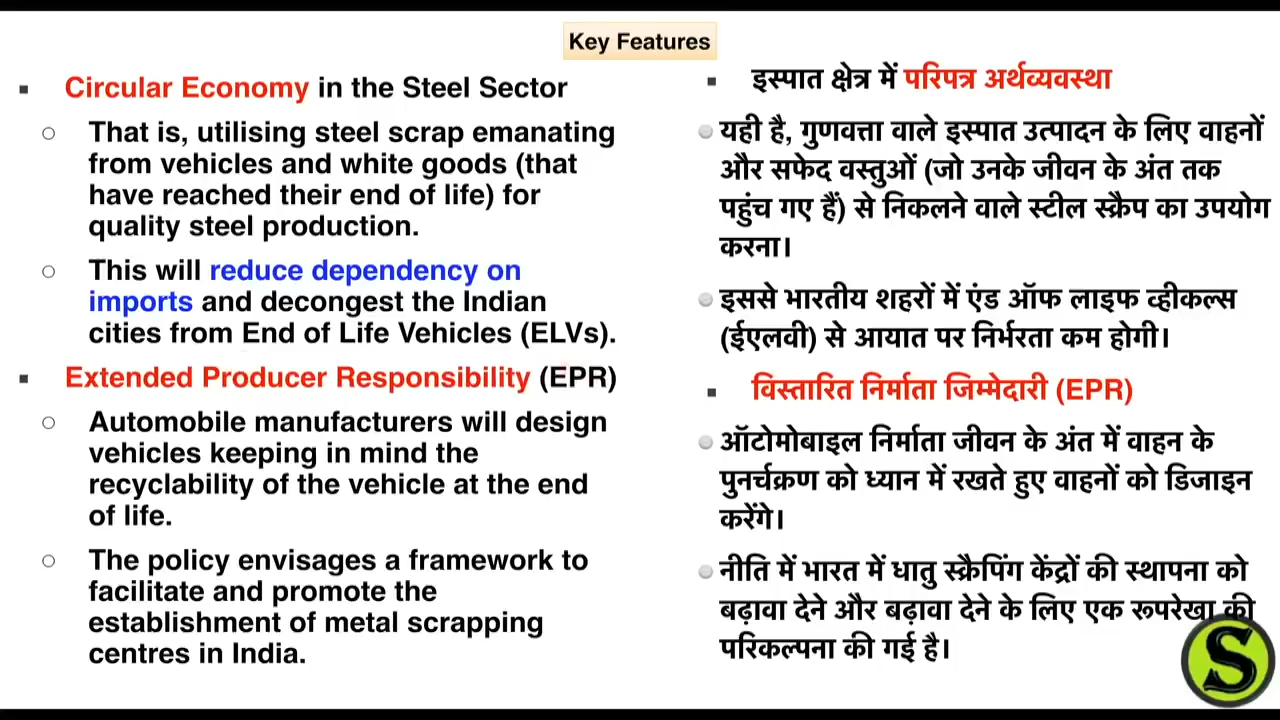 Key Features
▪ Circular Economy in the Steel Sector
○ That is, utilising steel scrap emanating
from vehicles and white goods (that
have reached their end of life) for
quality steel production.
○ This will reduce dependency on
imports and decongest the Indian
cities from End of Life Vehicles (ELVs).
▪ Extended Producer Responsibility (EPR)
○ Automobile manufacturers will design
vehicles keeping in mind the
recyclability of the vehicle at the end
of life.
○ The policy envisages a framework to
facilitate and promote the
establishment of metal scrapping
centres in India.
▪ इस्पात क्षेत्र में परिपत्र अर्थव्यवस्था
यही है, गुणवत्ता वाले इस्पात उत्पादन के लिए वाहनों
और सफेद वस्तुओं (जो उनके जीवन के अंत तक
पहुंच गए हैं) से निकलने वाले स्टील स्क्रैप का उपयोग
करना।
इससे भारतीय शहरों में एंड ऑफ लाइफ व्हीकल्स
(ईएलवी) से आयात पर निर्भरता कम होगी।
▪ विस्तारित निर्माता जिम्मेदारी (EPR)
ऑटोमोबाइल निर्माता जीवन के अंत में वाहन के
पुनर्चक्रण को ध्यान में रखते हुए वाहनों को डिजाइन
करेंगे।
नीति में भारत में धातु स्क्रैपिंग केंद्रों की स्थापना को
बढ़ावा देने और बढ़ावा देने के लिए एक रूपरेखा की
परिकल्पना की गई है।
S